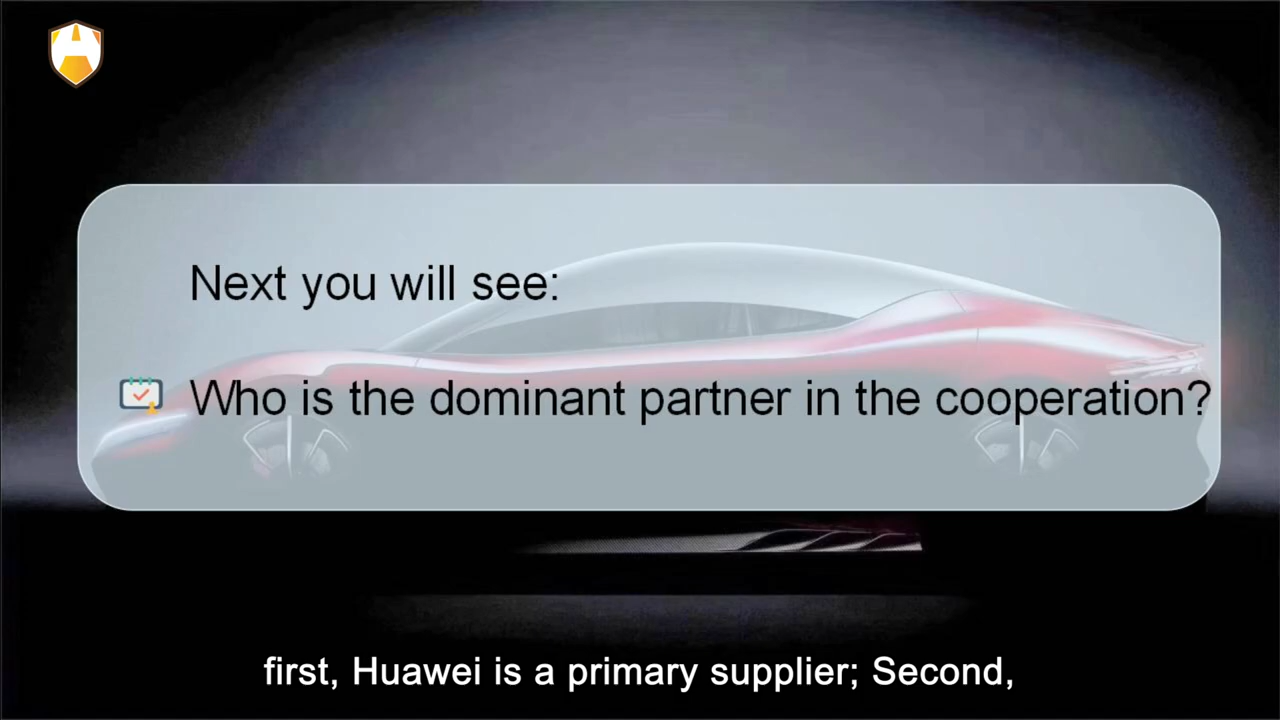 Next you will see:
Who is the dominant partner in the cooperation?
first, Huawei is a primary supplier; Second,